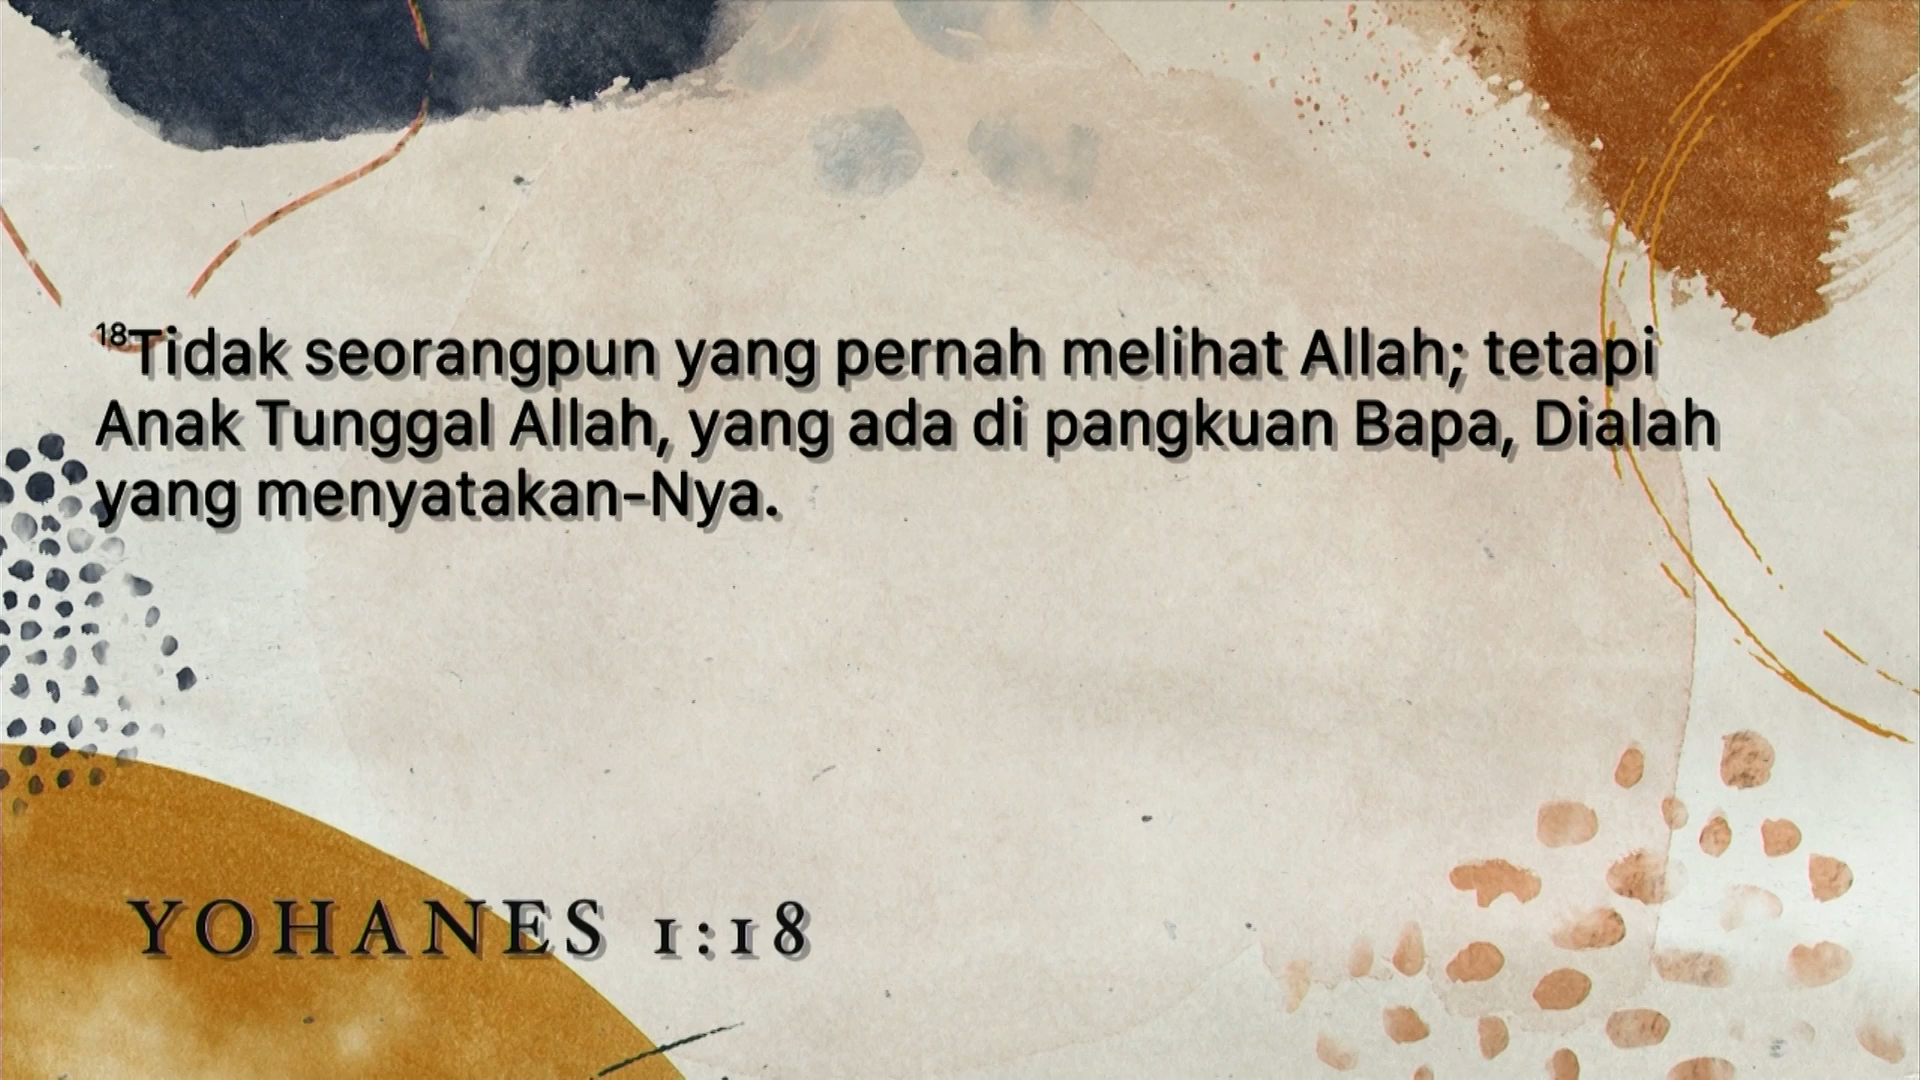 18Tidak seorangpun yang pernah melihat Allah; tetapi
Anak Tunggal Allah, yang ada di pangkuan Bapa, Dialah
yang menyatakan-Nya.
YOHANES 1:18